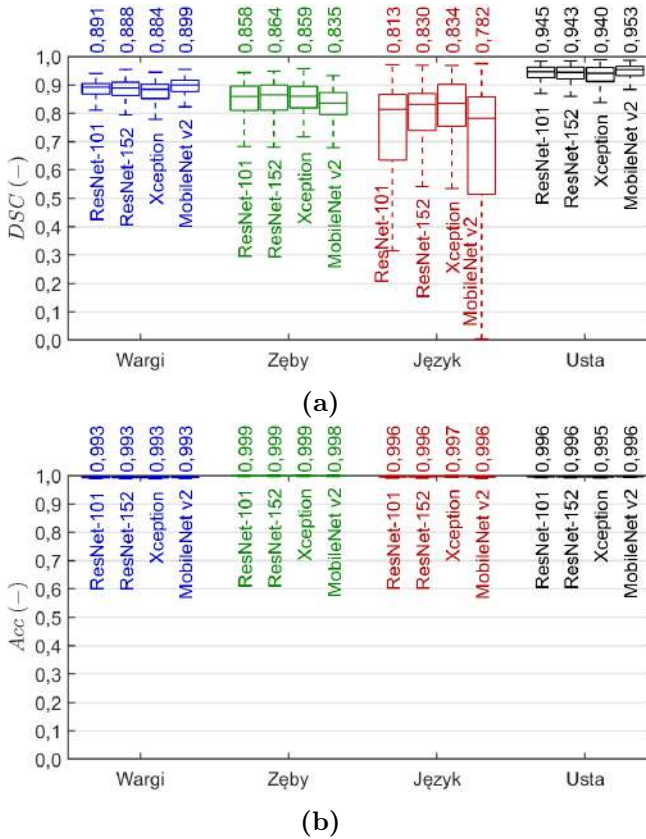 0,891 0,888 0,884 0,899 0,858 0,864 0,859 0,835 0,813 0,830 0,834 0,782 0,945 0,943 0,940 0,953
1,0
0,9
0,8
0,7
0,6
0,5
0,4
0,3
0,2
0,1
0,0
DSC (−)
ResNet-101 ResNet-152 Xception MobileNet v2 ResNet-101 ResNet-152 Xception MobileNet v2 ResNet-101 ResNet-152 Xception MobileNet v2 ResNet-101 ResNet-152 Xception MobileNet v2
Wargi Zęby Język Usta
(a)
0,993 0,993 0,993 0,993 0,999 0,999 0,999 0,998 0,996 0,996 0,997 0,996 0,996 0,996 0,995 0,996
1,0
0,9
0,8
0,7
0,6
0,5
0,4
0,3
0,2
0,1
0,0
Acc (−)
ResNet-101 ResNet-152 Xception MobileNet v2 ResNet-101 ResNet-152 Xception MobileNet v2 ResNet-101 ResNet-152 Xception MobileNet v2 ResNet-101 ResNet-152 Xception MobileNet v2
Wargi Zęby Język Usta
(b)